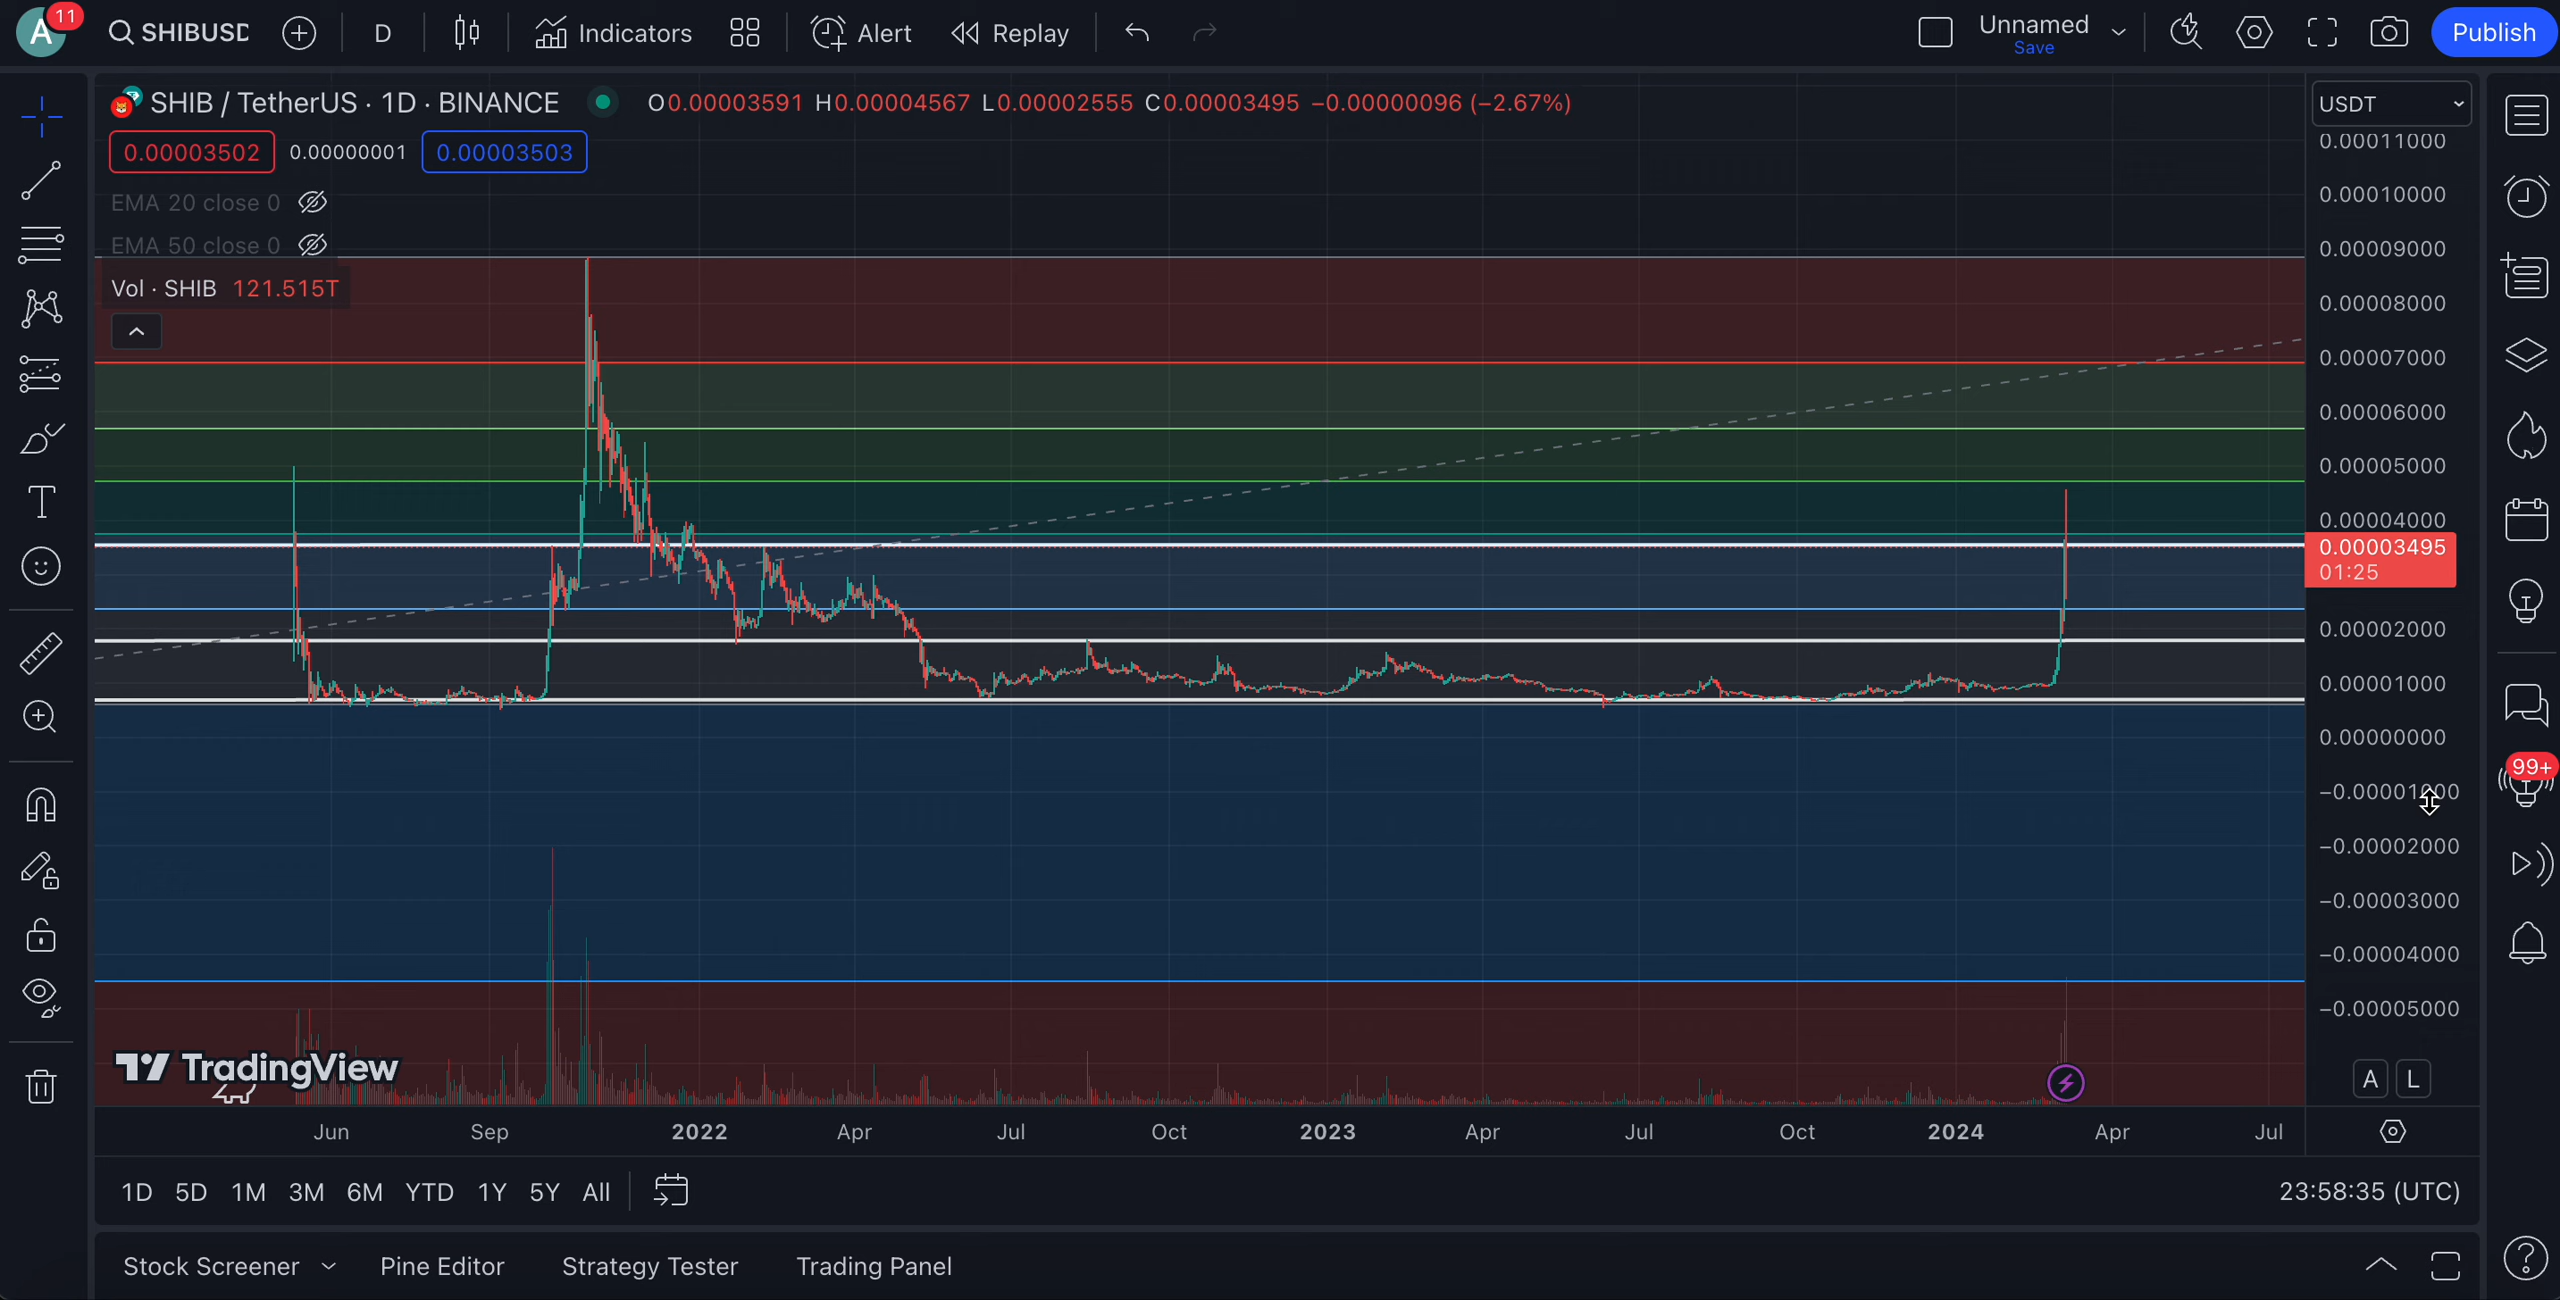 A 11 SHIBUSD D Indicators Alert Replay Unnamed Save Publish
SHIB / TetherUS · 1D · BINANCE O0.00003591 H0.00004567 L0.00002555 C0.00003495 −0.00000096 (−2.67%)
USDT
0.00003502 0.00000001 0.00003503
EMA 20 close 0
EMA 50 close 0
Vol · SHIB 121.515T
0.00011000
0.00010000
0.00009000
0.00008000
0.00007000
0.00006000
0.00005000
0.00004000
0.00003495
01:25
0.00002000
0.00001000
0.00000000
99+
−0.00001000
−0.00002000
−0.00003000
−0.00004000
−0.00005000
TradingView
A L
Jun Sep 2022 Apr Jul Oct 2023 Apr Jul Oct 2024 Apr Jul
1D 5D 1M 3M 6M YTD 1Y 5Y All 23:58:35 (UTC)
Stock Screener Pine Editor Strategy Tester Trading Panel